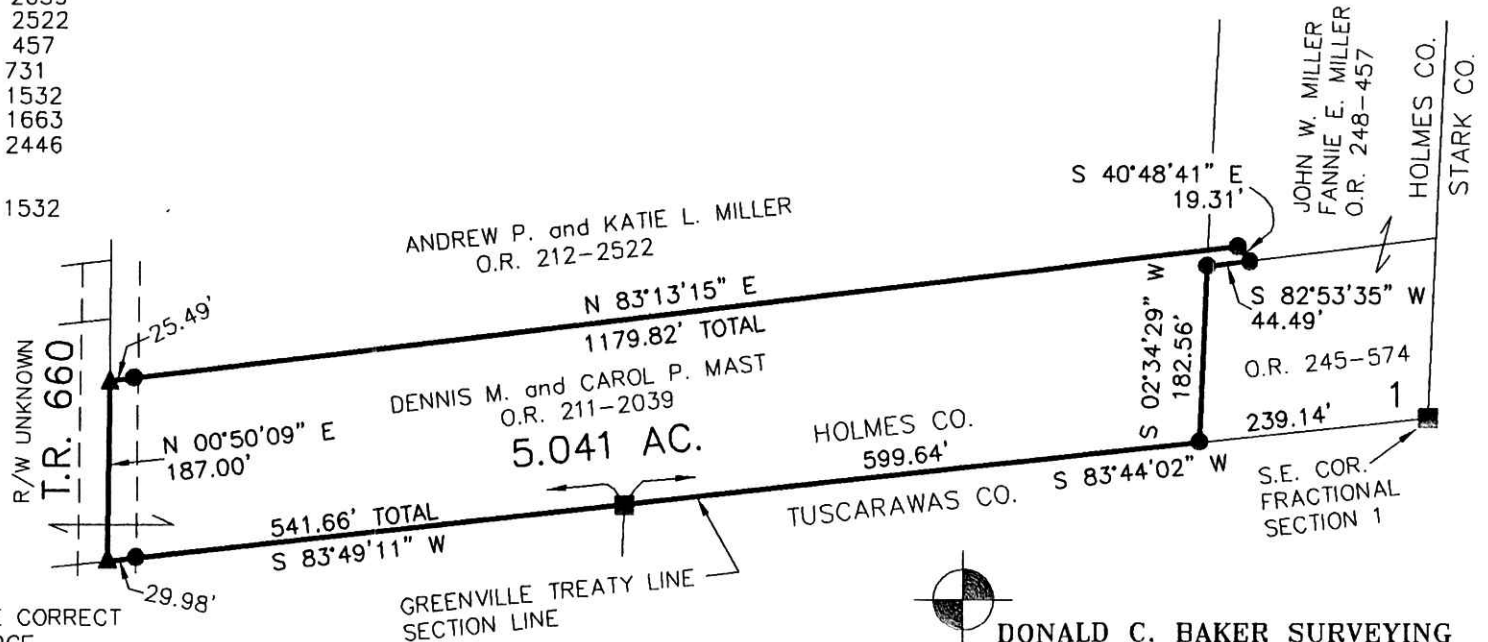 2039
2522
457
731
1532
1663
2446
1532
ANDREW P. and KATIE L. MILLER
O.R. 212-2522
N 83°13'15" E
1179.82' TOTAL
S 40°48'41" E
19.31'
JOHN W. MILLER
FANNIE E. MILLER
O.R. 248-457
HOLMES CO.
STARK CO.
25.49'
R/W UNKNOWN
T.R. 660
N 00°50'09" E
187.00'
DENNIS M. and CAROL P. MAST
O.R. 211-2039
5.041 AC.
HOLMES CO.
599.64'
S 02°34'29" W
182.56'
S 82°53'35" W
44.49'
O.R. 245-574
1
239.14'
541.66' TOTAL
S 83°49'11" W
TUSCARAWAS CO.
S 83°44'02" W
S.E. COR.
FRACTIONAL
SECTION 1
29.98'
GREENVILLE TREATY LINE
SECTION LINE
CORRECT
DONALD C. BAKER SURVEYING